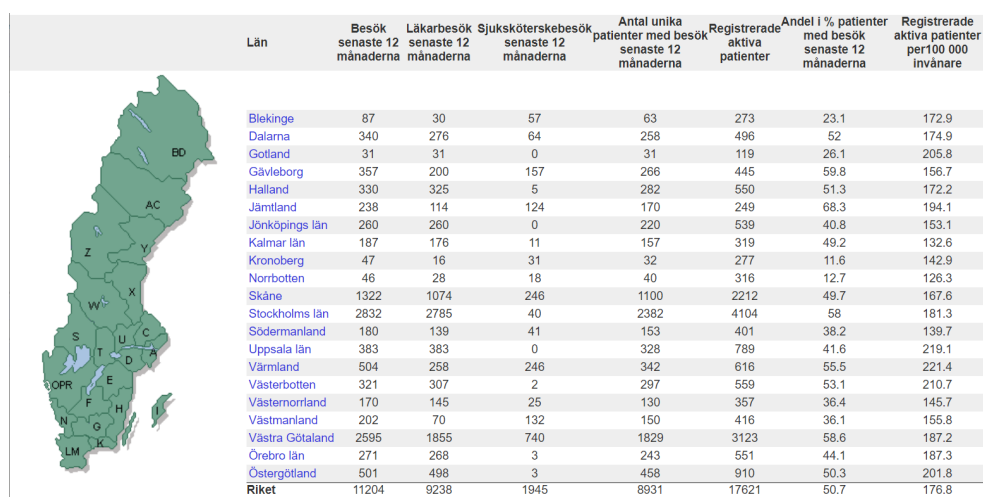 Län Besök senaste 12 månaderna Läkarbesök senaste 12 månaderna Sjuksköterskebesök senaste 12 månaderna Antal unika patienter med besök senaste 12 månaderna Registrerade aktiva patienter Andel i % patienter med besök senaste 12 månaderna Registrerade aktiva patienter per100 000 invånare
Blekinge 87 30 57 63 273 23.1 172.9
Dalarna 340 276 64 258 496 52 174.9
Gotland 31 31 0 31 119 26.1 205.8
Gävleborg 357 200 157 266 445 59.8 156.7
Halland 330 325 5 282 550 51.3 172.2
Jämtland 238 114 124 170 249 68.3 194.1
Jönköpings län 260 260 0 220 539 40.8 153.1
Kalmar län 187 176 11 157 319 49.2 132.6
Kronoberg 47 16 31 32 277 11.6 142.9
Norrbotten 46 28 18 40 316 12.7 126.3
Skåne 1322 1074 246 1100 2212 49.7 167.6
Stockholms län 2832 2785 40 2382 4104 58 181.3
Södermanland 180 139 41 153 401 38.2 139.7
Uppsala län 383 383 0 328 789 41.6 219.1
Värmland 504 258 246 342 616 55.5 221.4
Västerbotten 321 307 2 297 559 53.1 210.7
Västernorrland 170 145 25 130 357 36.4 145.7
Västmanland 202 70 132 150 416 36.1 155.8
Västra Götaland 2595 1855 740 1829 3123 58.6 187.2
Örebro län 271 268 3 243 551 44.1 187.3
Östergötland 501 498 3 458 910 50.3 201.8
Riket 11204 9238 1945 8931 17621 50.7 176.8
BD
AC
Z Y
X
W
S T U C
A
D
OPR E
F
H I
N G
K
LM